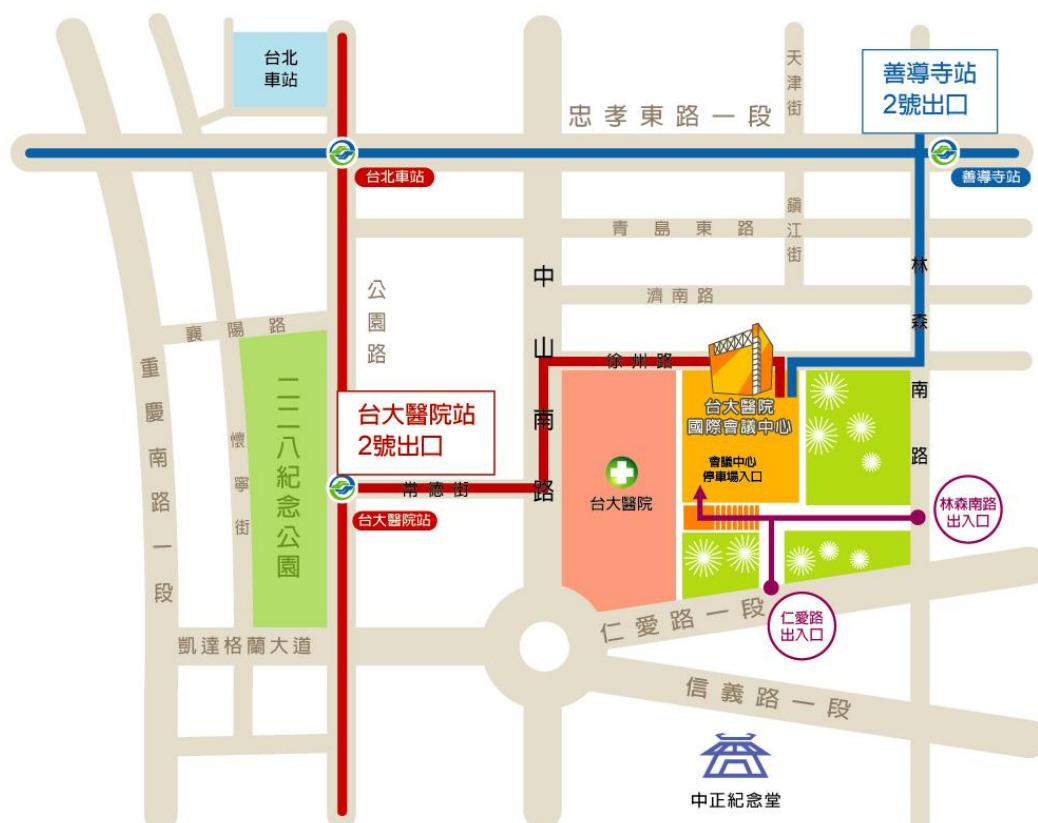 台北
車站
天津街
善導寺站
2號出口
忠孝東路一段
台北車站
善導寺站
青島東路
鎮江街
中山南路
公園路
濟南路
林森南路
襄陽路
徐州路
重慶南路一段
二二八紀念公園
懷寧街
台大醫院站
2號出口
台大醫院
國際會議中心
會議中心
停車場入口
台大醫院
常德街
台大醫院站
林森南路
出入口
仁愛路一段
仁愛路
出入口
凱達格蘭大道
信義路一段
中正紀念堂